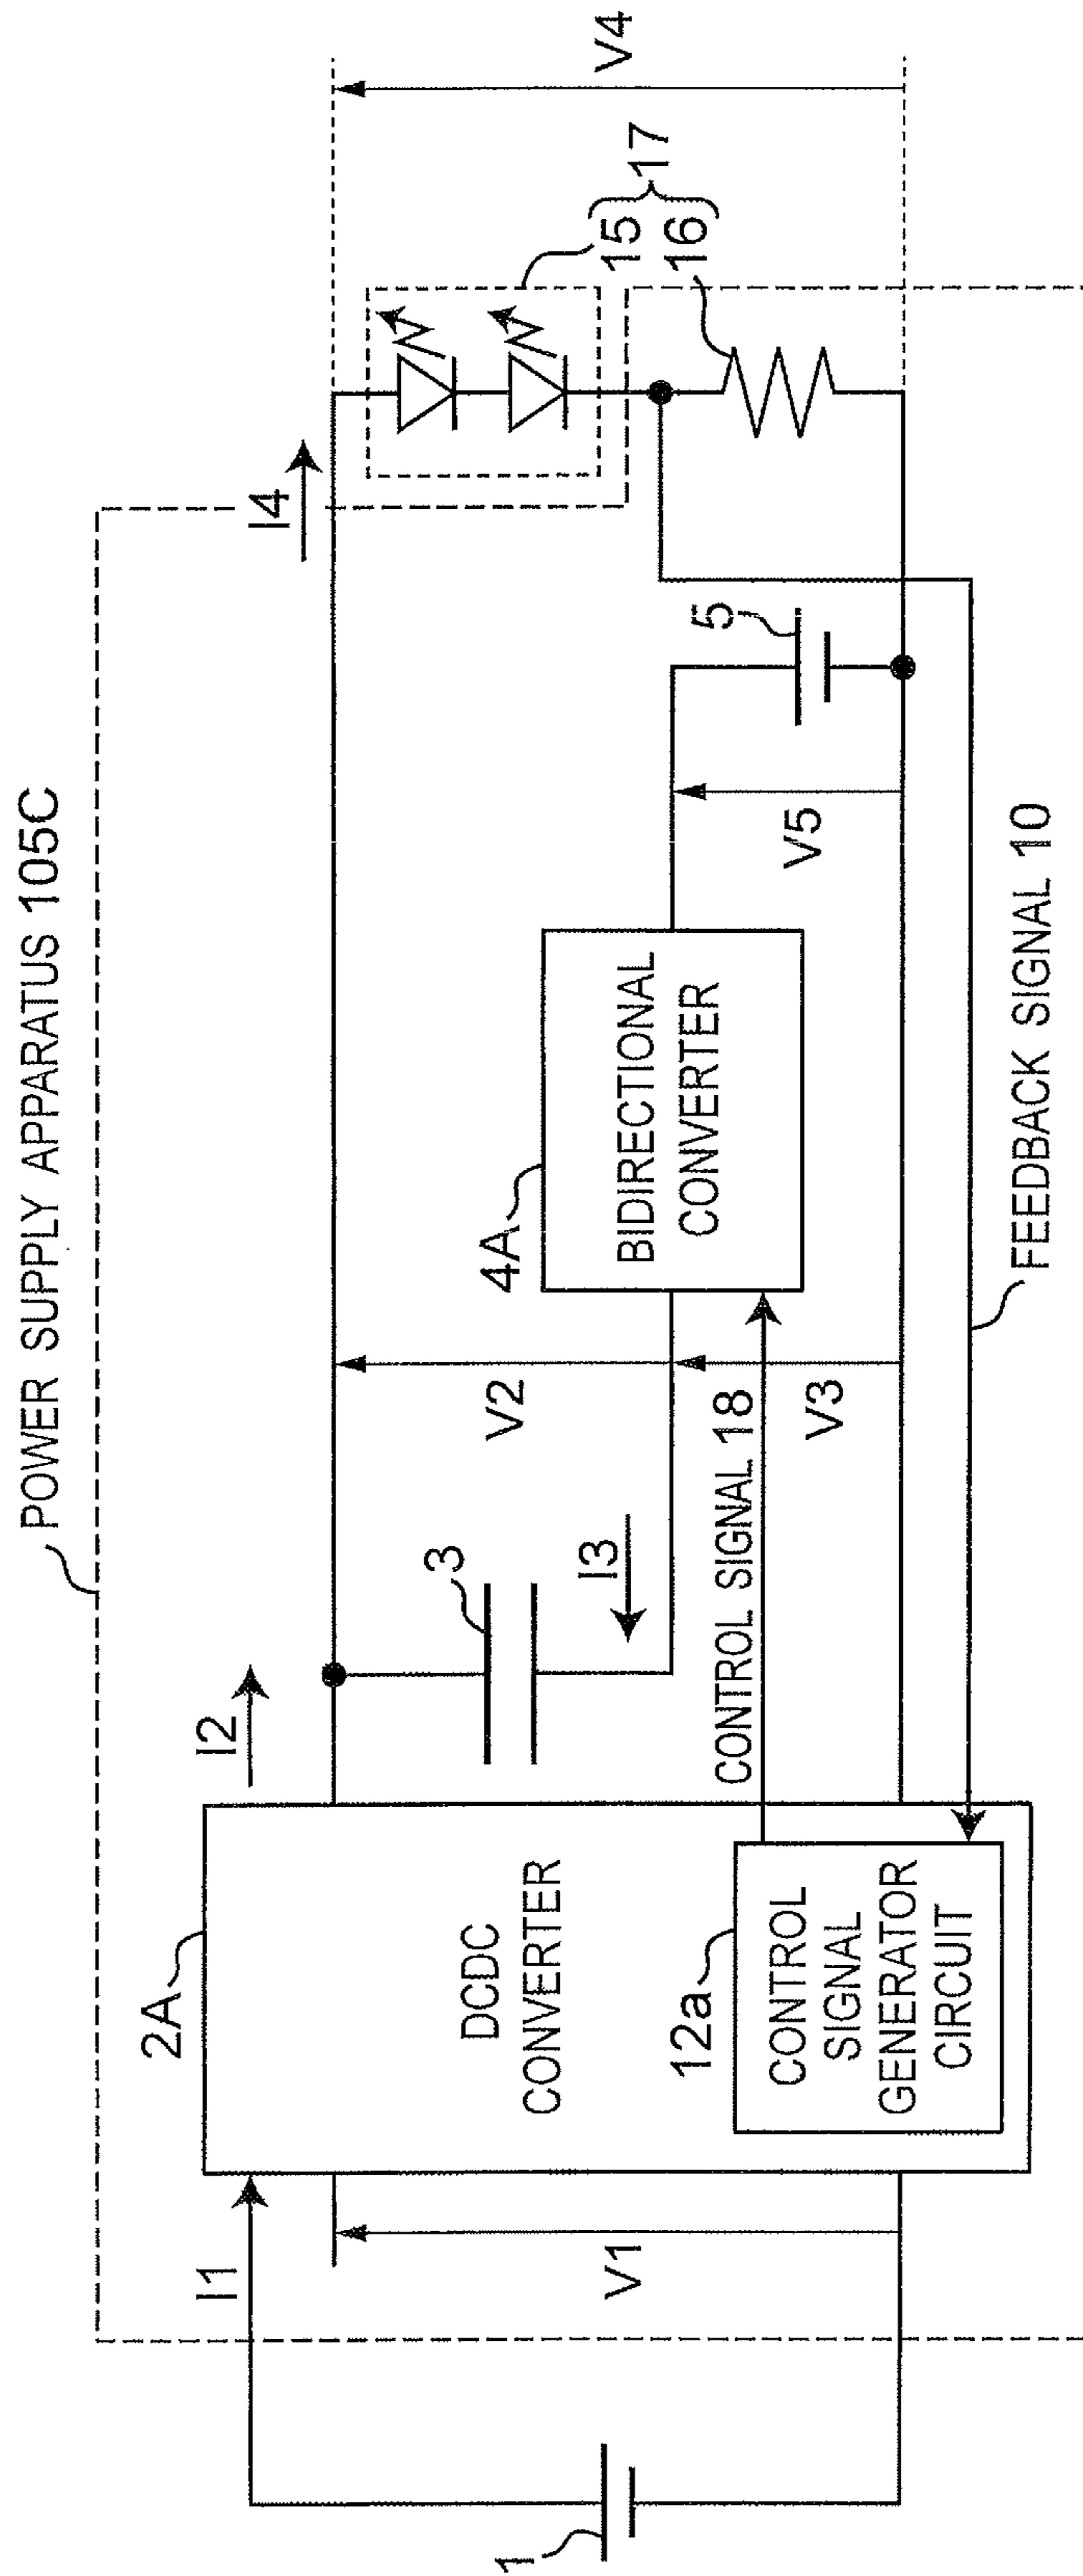 POWER SUPPLY APPARATUS 105C
I1
V1
1
2A
DCDC
CONVERTER
12a
CONTROL
SIGNAL
GENERATOR
CIRCUIT
I2
3
I3
CONTROL SIGNAL 18
V2
V3
4A
BIDIRECTIONAL
CONVERTER
V5
5
I4
15
16
17
V4
FEEDBACK SIGNAL 10